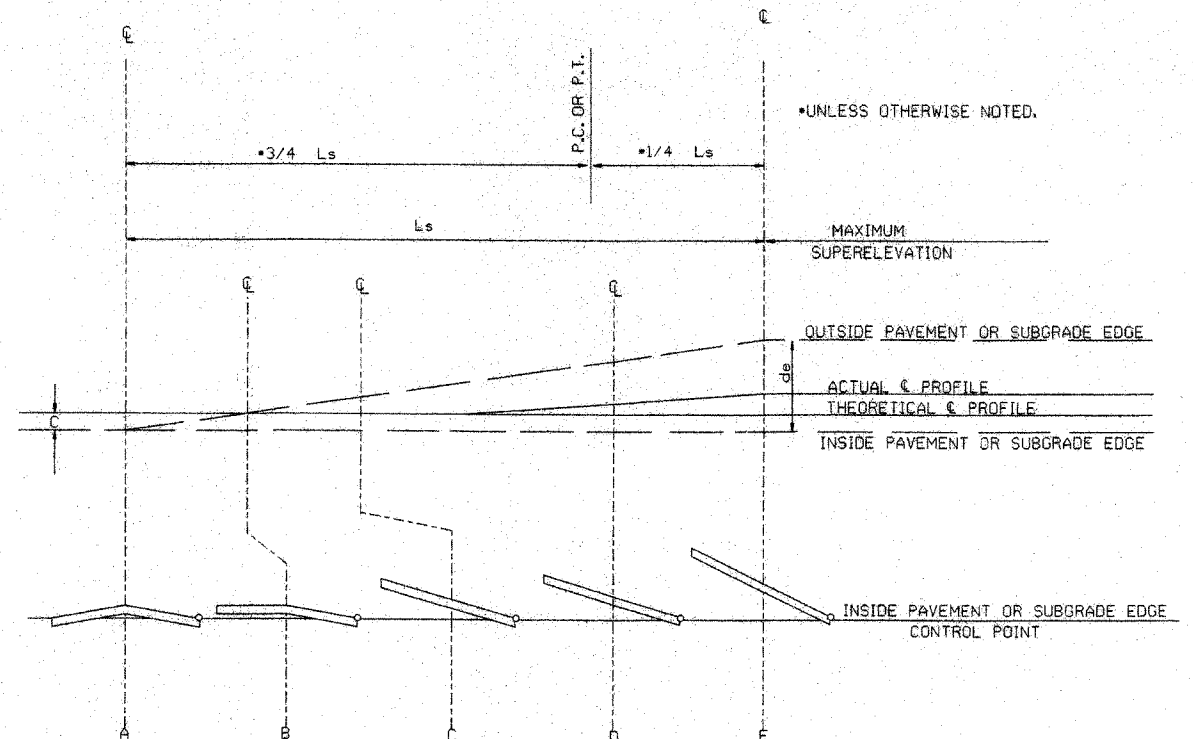 ℄
℄
P.C. OR P.T.
•UNLESS OTHERWISE NOTED.
•3/4 Ls
•1/4 Ls
Ls
MAXIMUM
SUPERELEVATION
℄
℄
℄
OUTSIDE PAVEMENT OR SUBGRADE EDGE
de
ACTUAL ℄ PROFILE
THEORETICAL ℄ PROFILE
C
INSIDE PAVEMENT OR SUBGRADE EDGE
INSIDE PAVEMENT OR SUBGRADE EDGE
CONTROL POINT
A
B
C
D
E